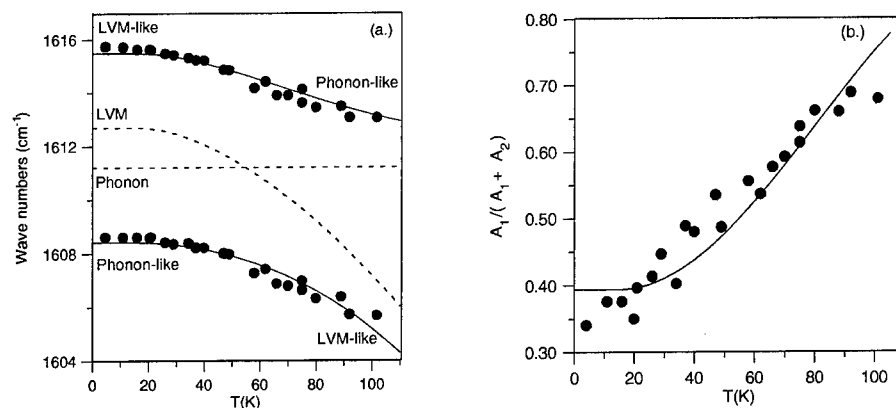 LVM-like
(a.)
1616
Phonon-like
LVM
1612
Phonon
Wave numbers (cm⁻¹)
1608
Phonon-like
LVM-like
1604
0 20 40 60 80 100
T(K)
0.80
(b.)
0.70
0.60
A₁/(A₁ + A₂)
0.50
0.40
0.30
0 20 40 60 80 100
T(K)